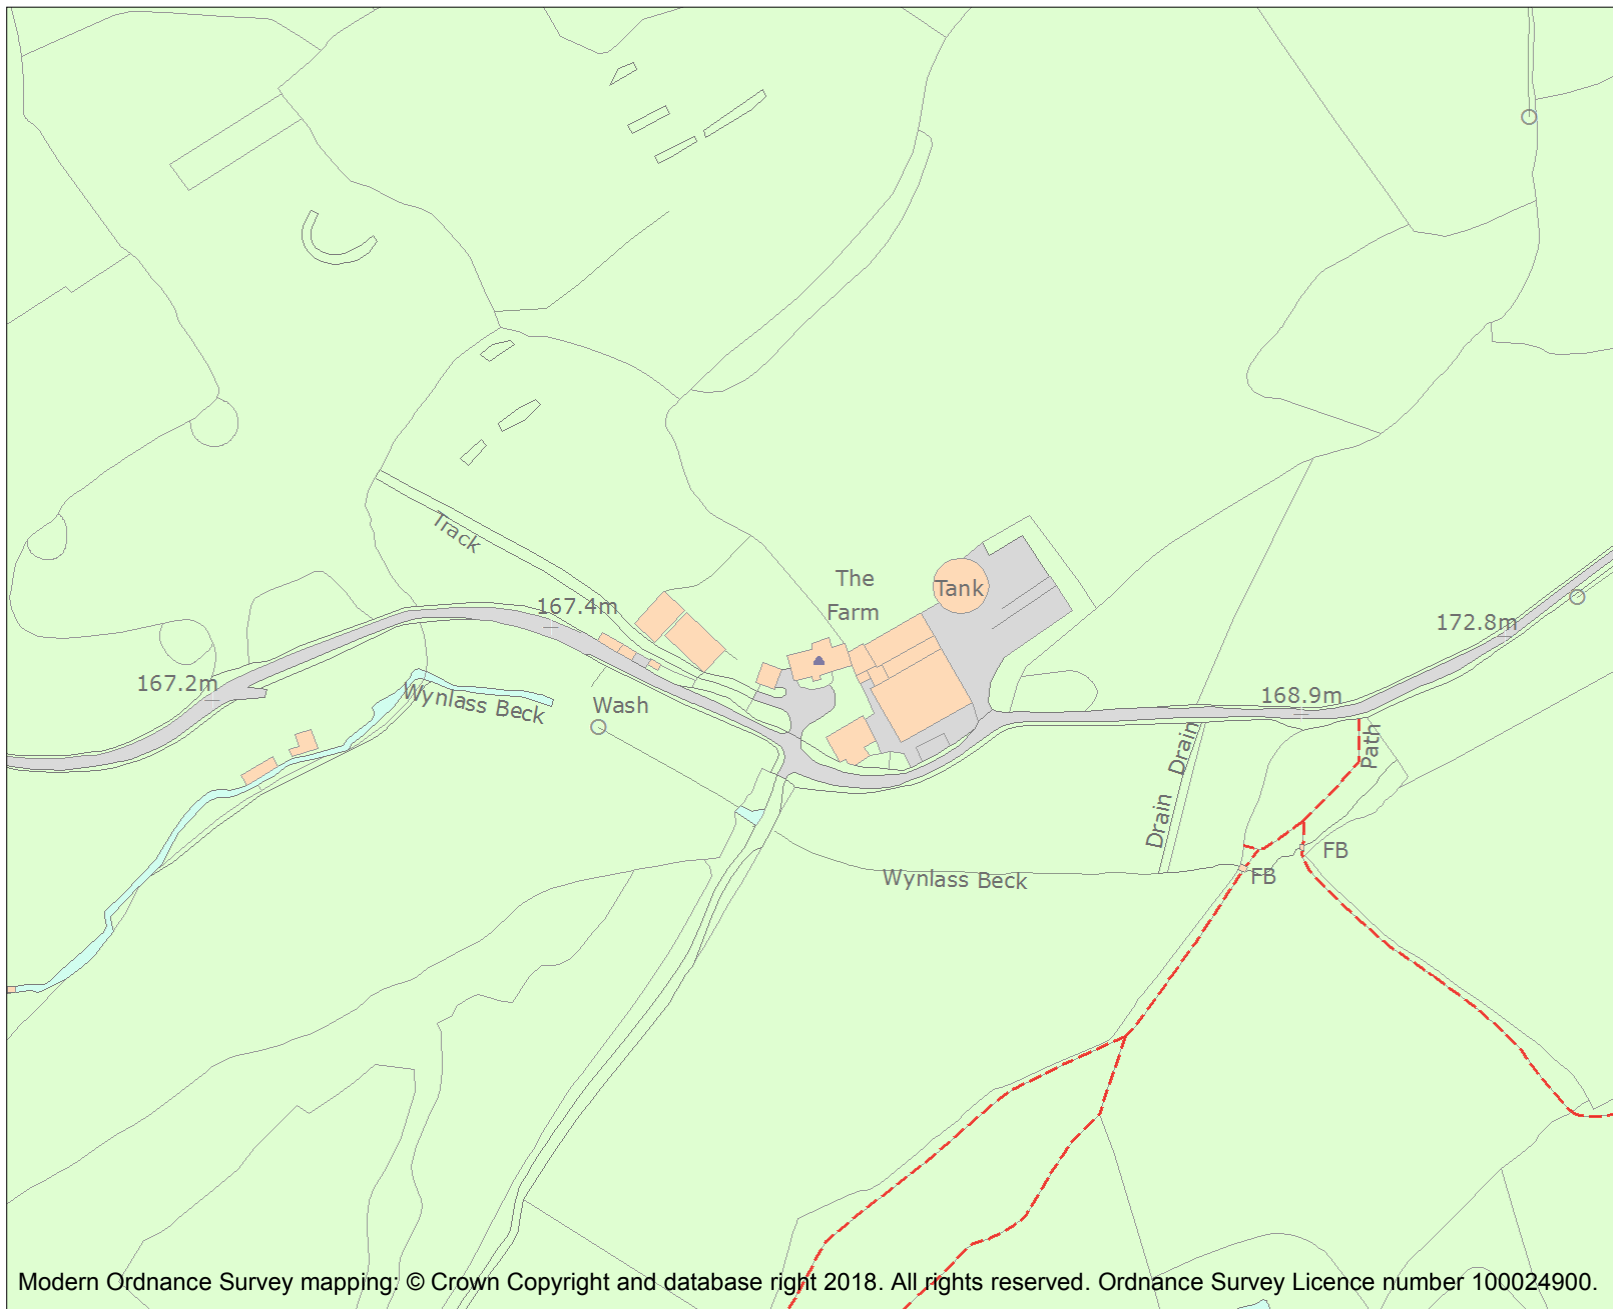 Track
The
Farm
Tank
167.4m
172.8m
167.2m
Wynlass Beck
Wash
168.9m
Drain
Path
Drain
FB
FB
Wynlass Beck
Modern Ordnance Survey mapping: © Crown Copyright and database right 2018. All rights reserved. Ordnance Survey Licence number 100024900.